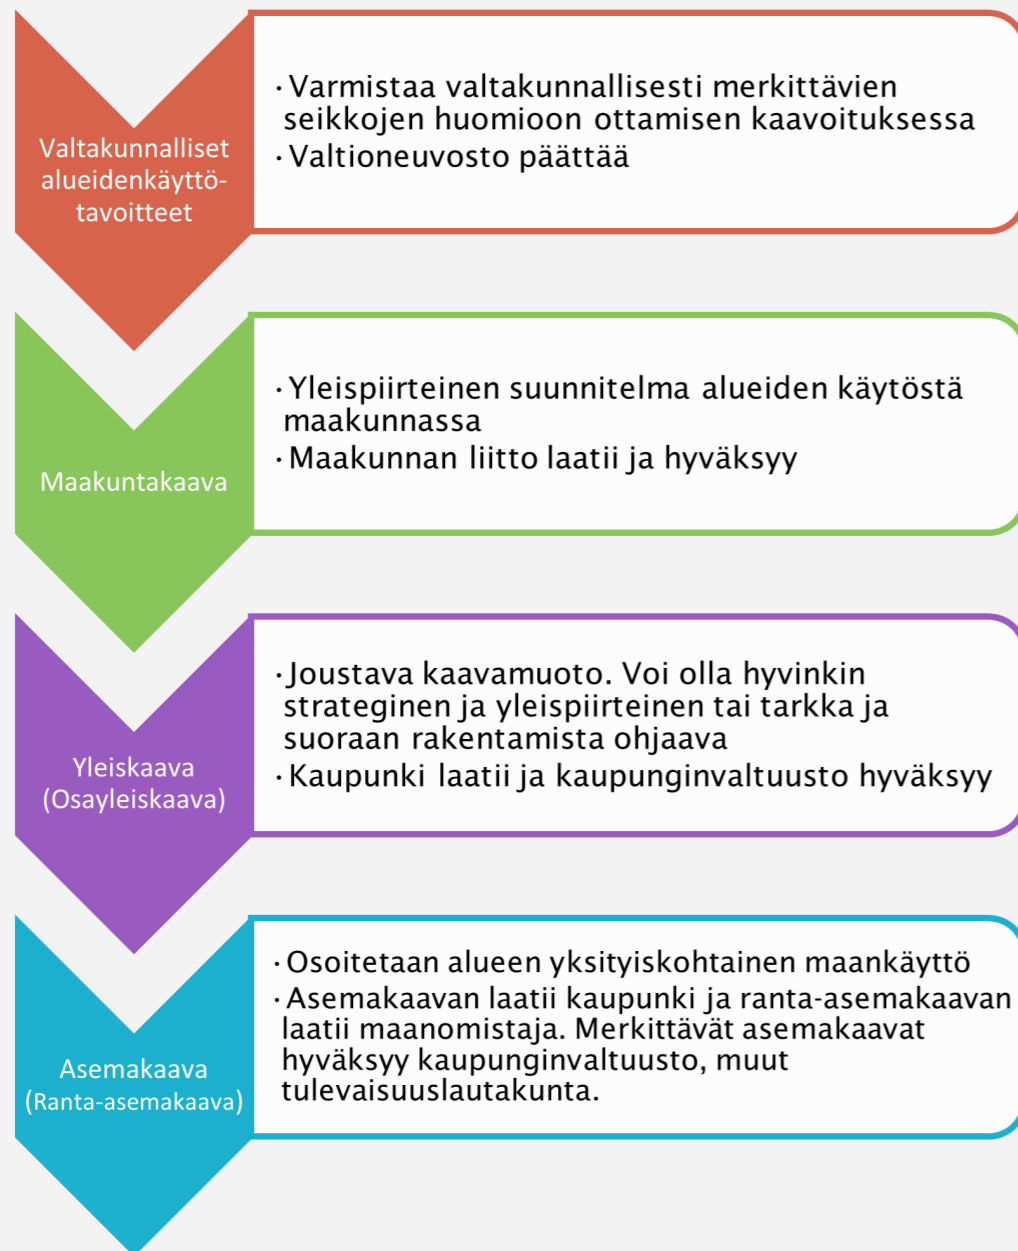 Valtakunnalliset
alueidenkäyttö-
tavoitteet
· Varmistaa valtakunnallisesti merkittävien
seikkojen huomioon ottamisen kaavoituksessa
· Valtioneuvosto päättää
Maakuntakaava
· Yleispiirteinen suunnitelma alueiden käytöstä
maakunnassa
· Maakunnan liitto laatii ja hyväksyy
Yleiskaava
(Osayleiskaava)
· Joustava kaavamuoto. Voi olla hyvinkin
strateginen ja yleispiirteinen tai tarkka ja
suoraan rakentamista ohjaava
· Kaupunki laatii ja kaupunginvaltuusto hyväksyy
Asemakaava
(Ranta-asemakaava)
· Osoitetaan alueen yksityiskohtainen maankäyttö
· Asemakaavan laatii kaupunki ja ranta-asemakaavan
laatii maanomistaja. Merkittävät asemakaavat
hyväksyy kaupunginvaltuusto, muut
tulevaisuuslautakunta.